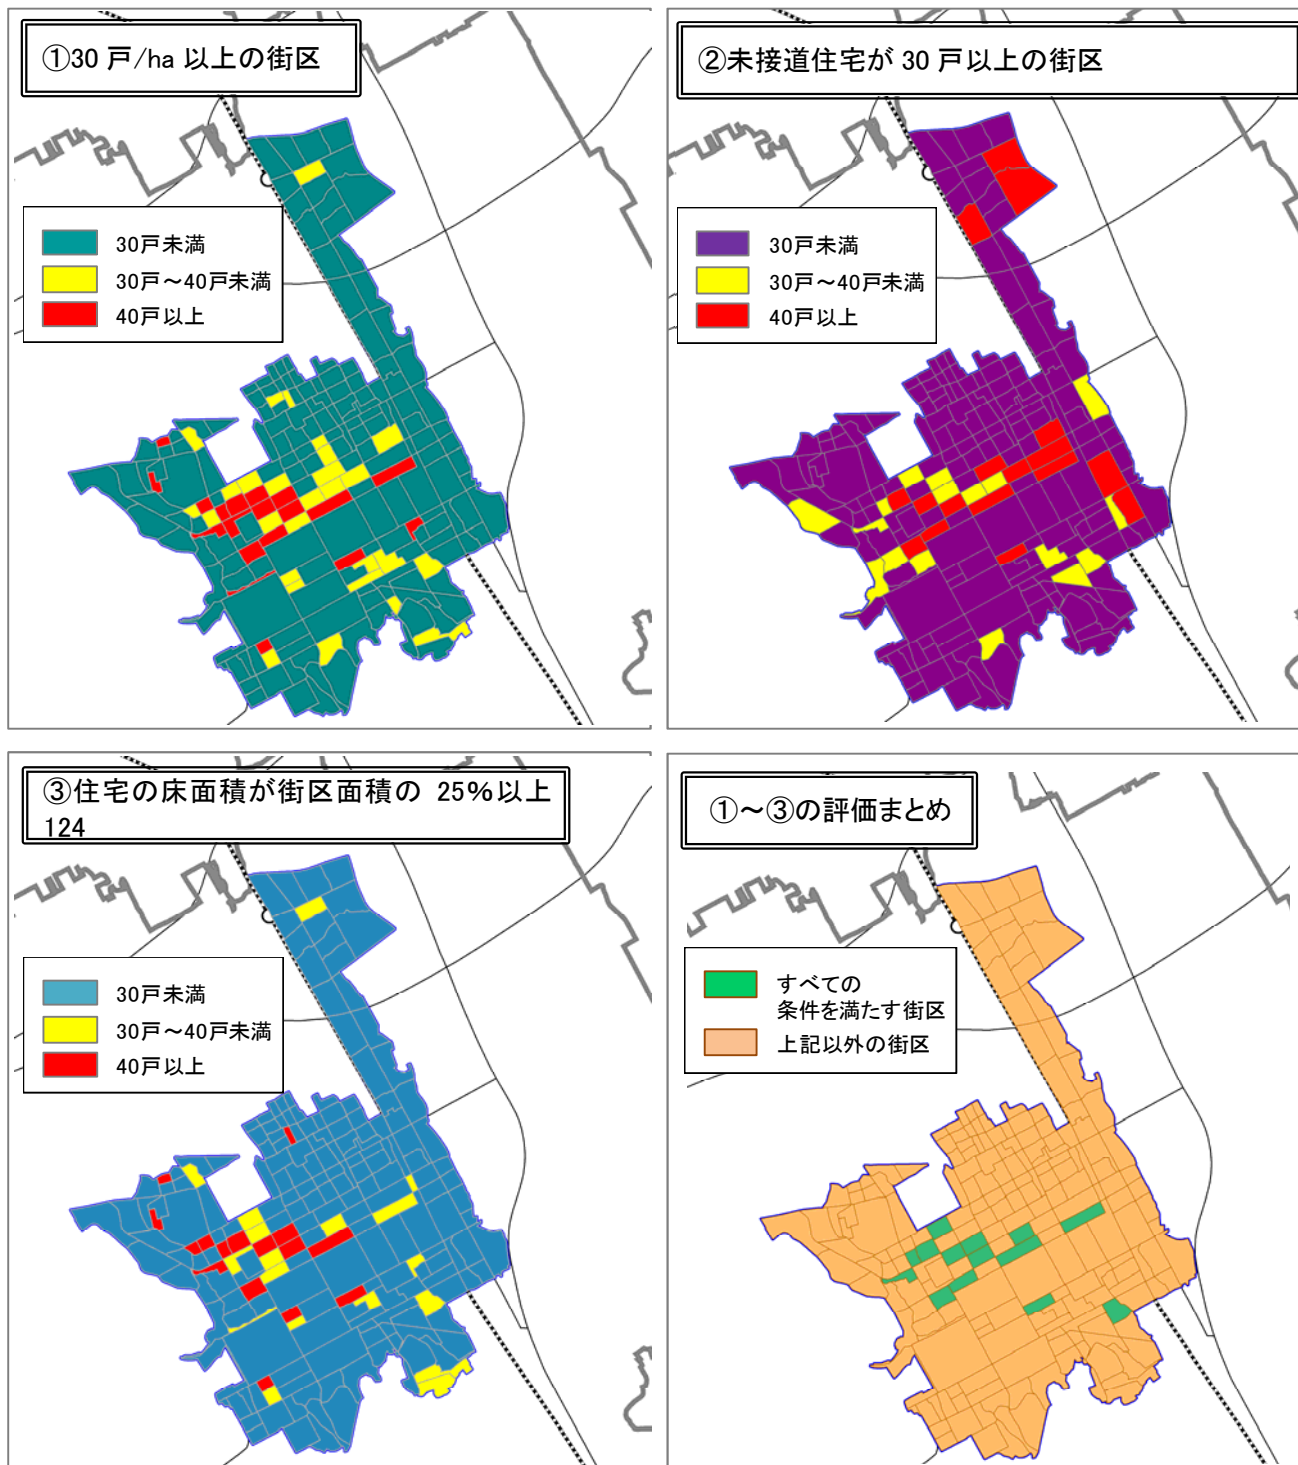 ①30 戸/ha 以上の街区
30戸未満
30戸～40戸未満
40戸以上
②未接道住宅が 30 戸以上の街区
30戸未満
30戸～40戸未満
40戸以上
③住宅の床面積が街区面積の 25%以上
124
30戸未満
30戸～40戸未満
40戸以上
①～③の評価まとめ
すべての
条件を満たす街区
上記以外の街区